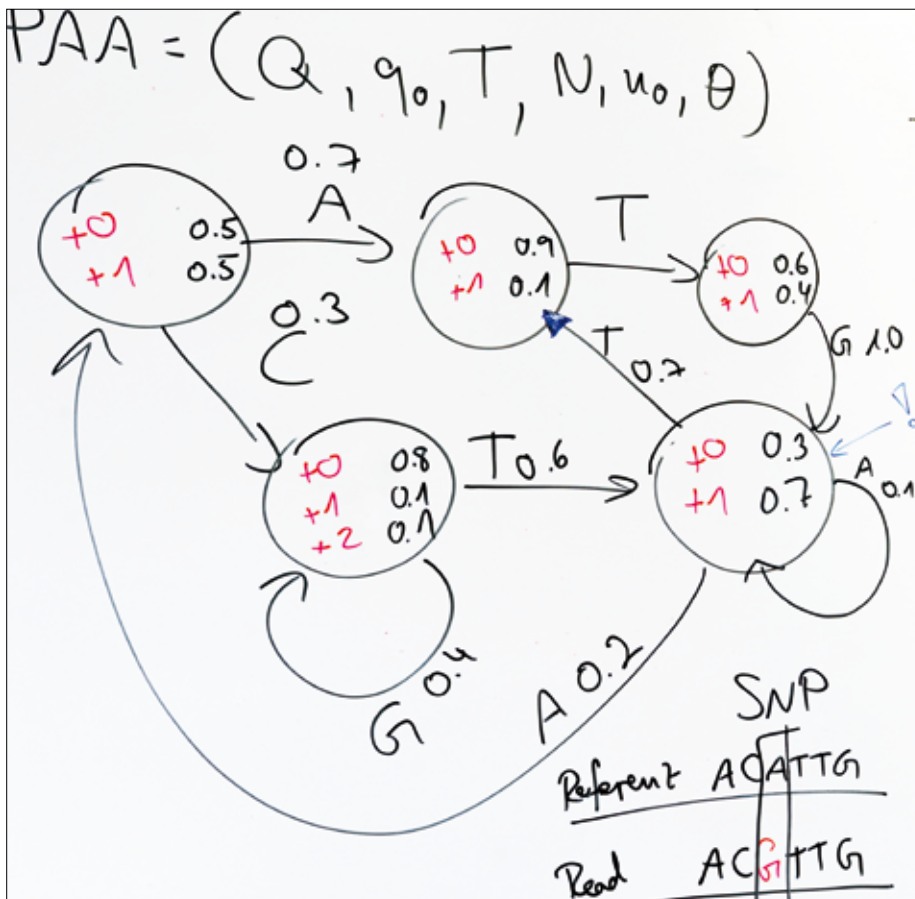 PAA = (Q, q0, T, N, n0, θ)
0.7
A
+0 0.5
+1 0.5
T
+0 0.9
+1 0.1
+0 0.6
+1 0.4
0.3
C
T
0.7
G 1.0
+0 0.8
+1 0.1
+2 0.1
T 0.6
+0 0.3
+1 0.7
A
0.1
G 0.4
A 0.2
SNP
Referent ACATTG
Read ACGTTG